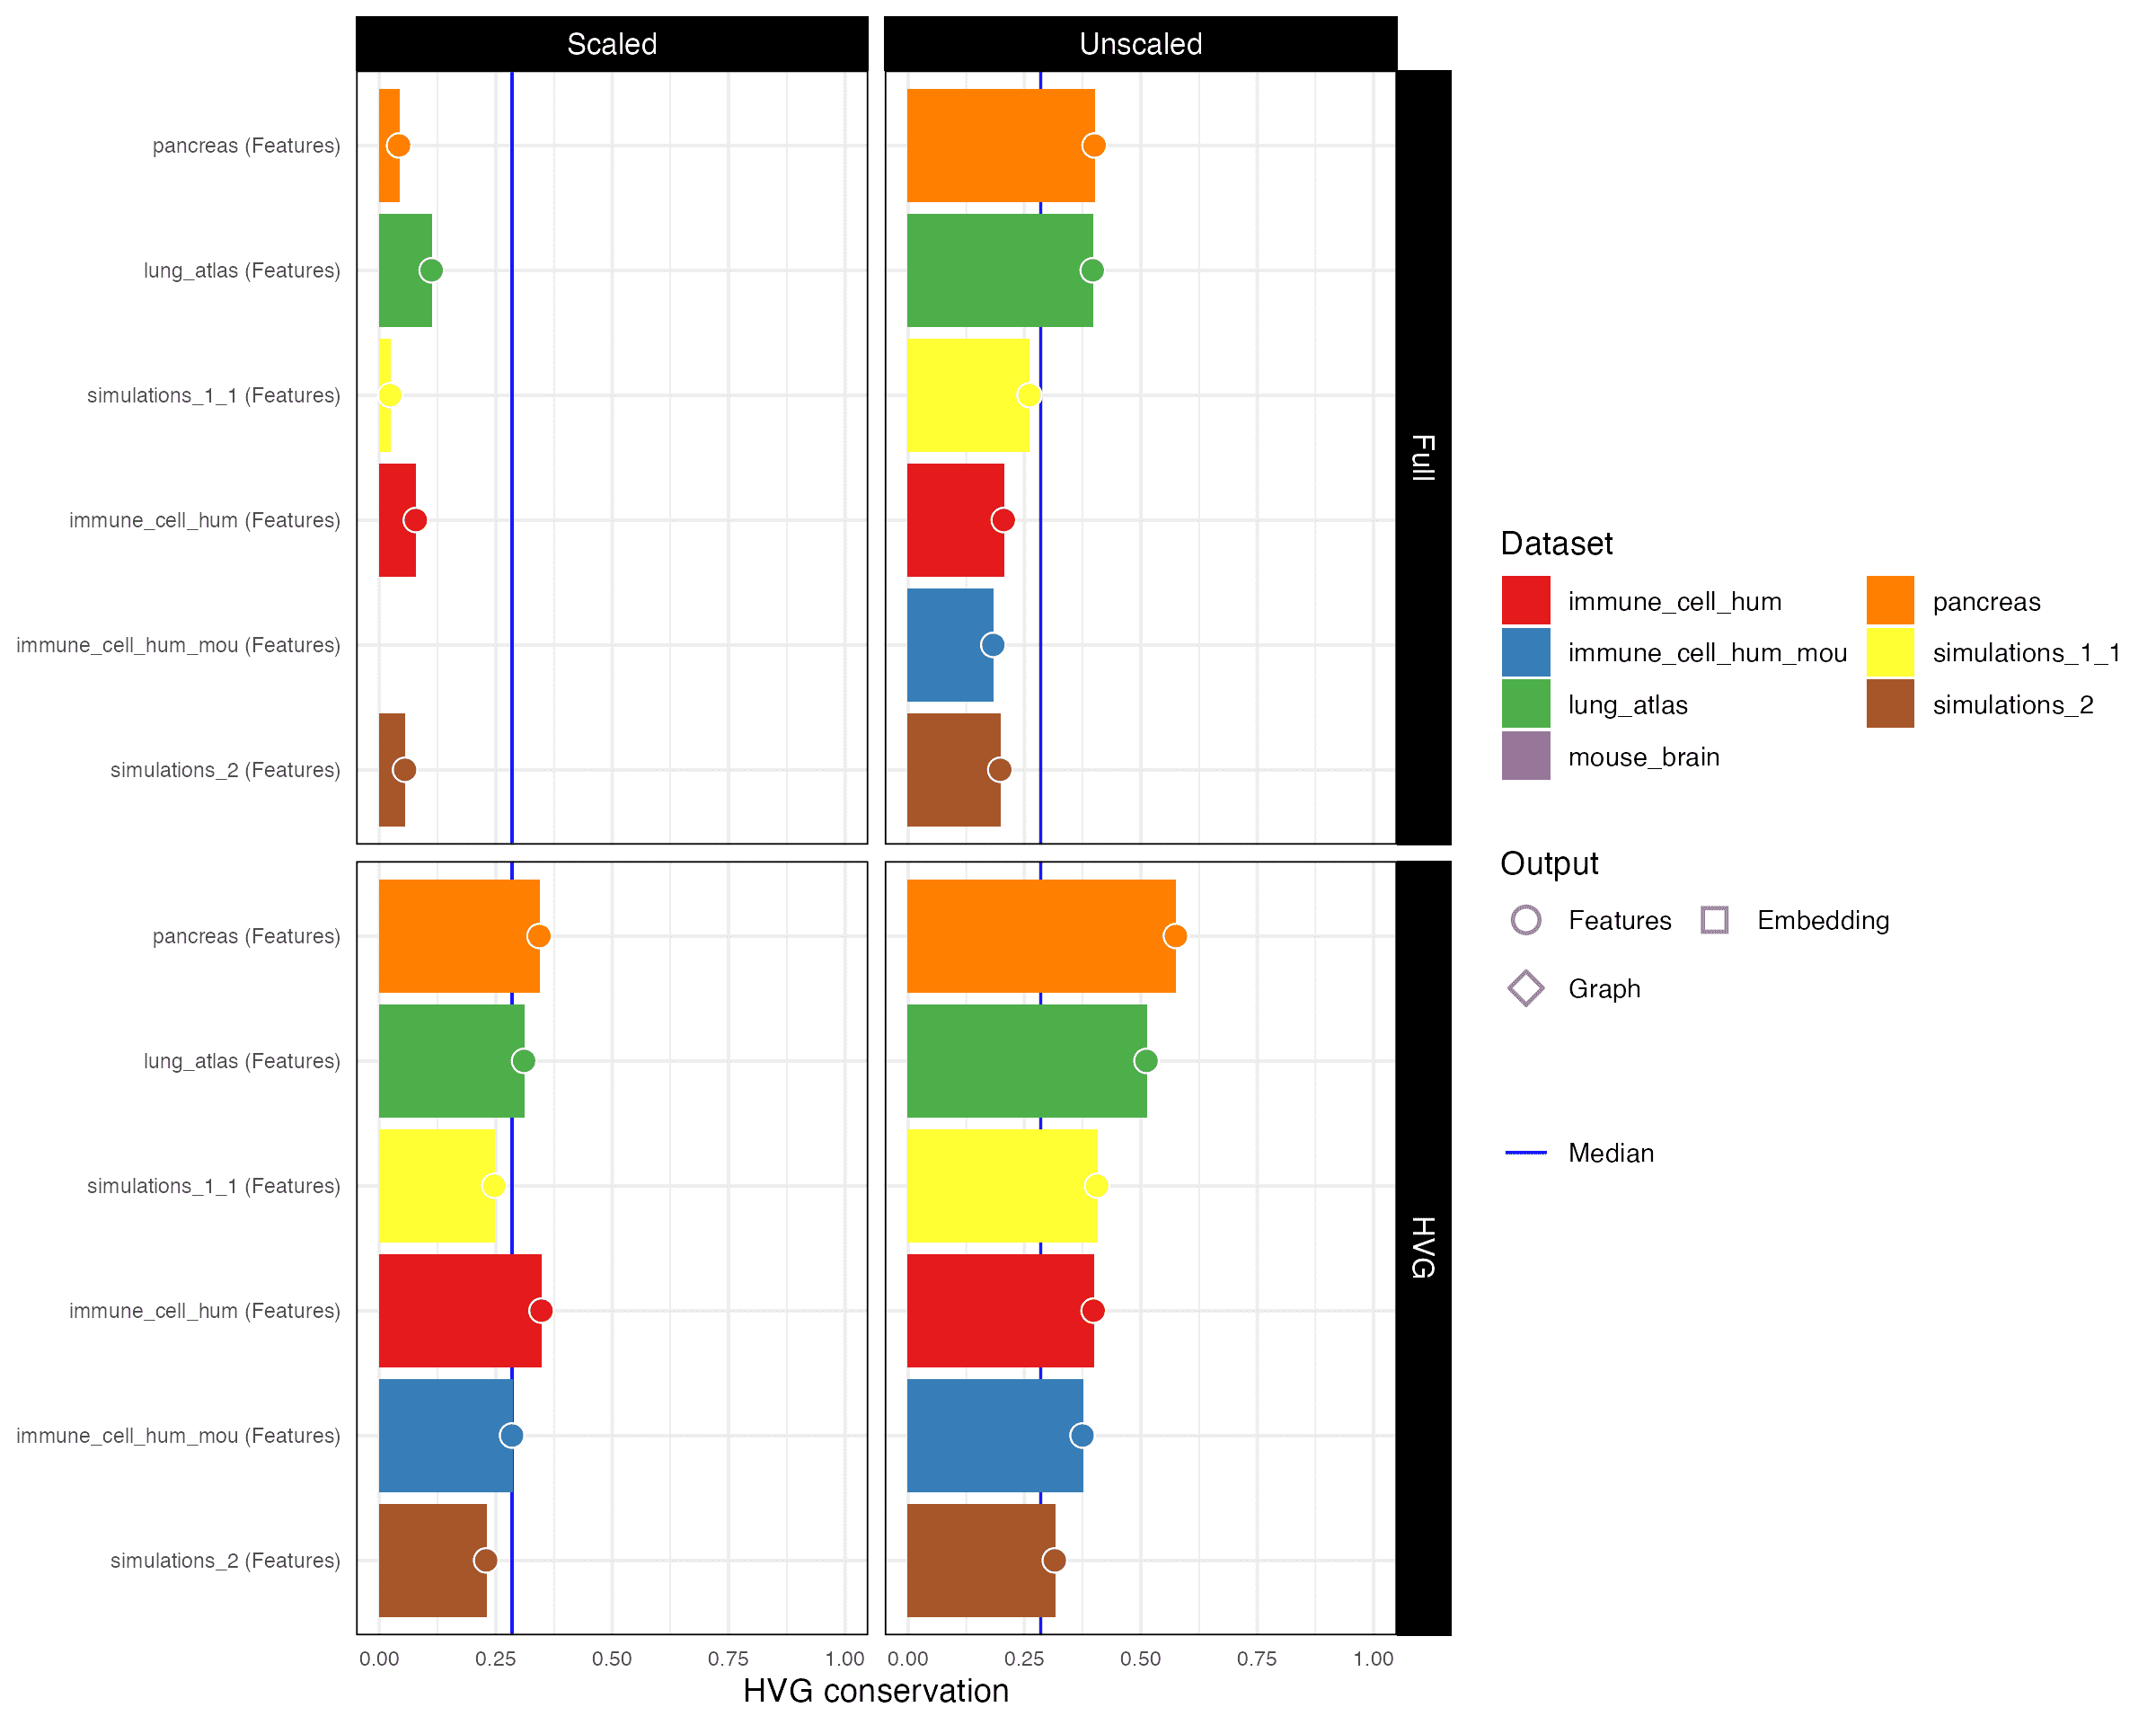 Scaled
Unscaled
pancreas (Features)
lung_atlas (Features)
simulations_1_1 (Features)
immune_cell_hum (Features)
immune_cell_hum_mou (Features)
simulations_2 (Features)
Full
pancreas (Features)
lung_atlas (Features)
simulations_1_1 (Features)
immune_cell_hum (Features)
immune_cell_hum_mou (Features)
simulations_2 (Features)
HVG
0.00 0.25 0.50 0.75 1.00
0.00 0.25 0.50 0.75 1.00
HVG conservation
Dataset
immune_cell_hum
immune_cell_hum_mou
lung_atlas
mouse_brain
pancreas
simulations_1_1
simulations_2
Output
Features
Embedding
Graph
Median